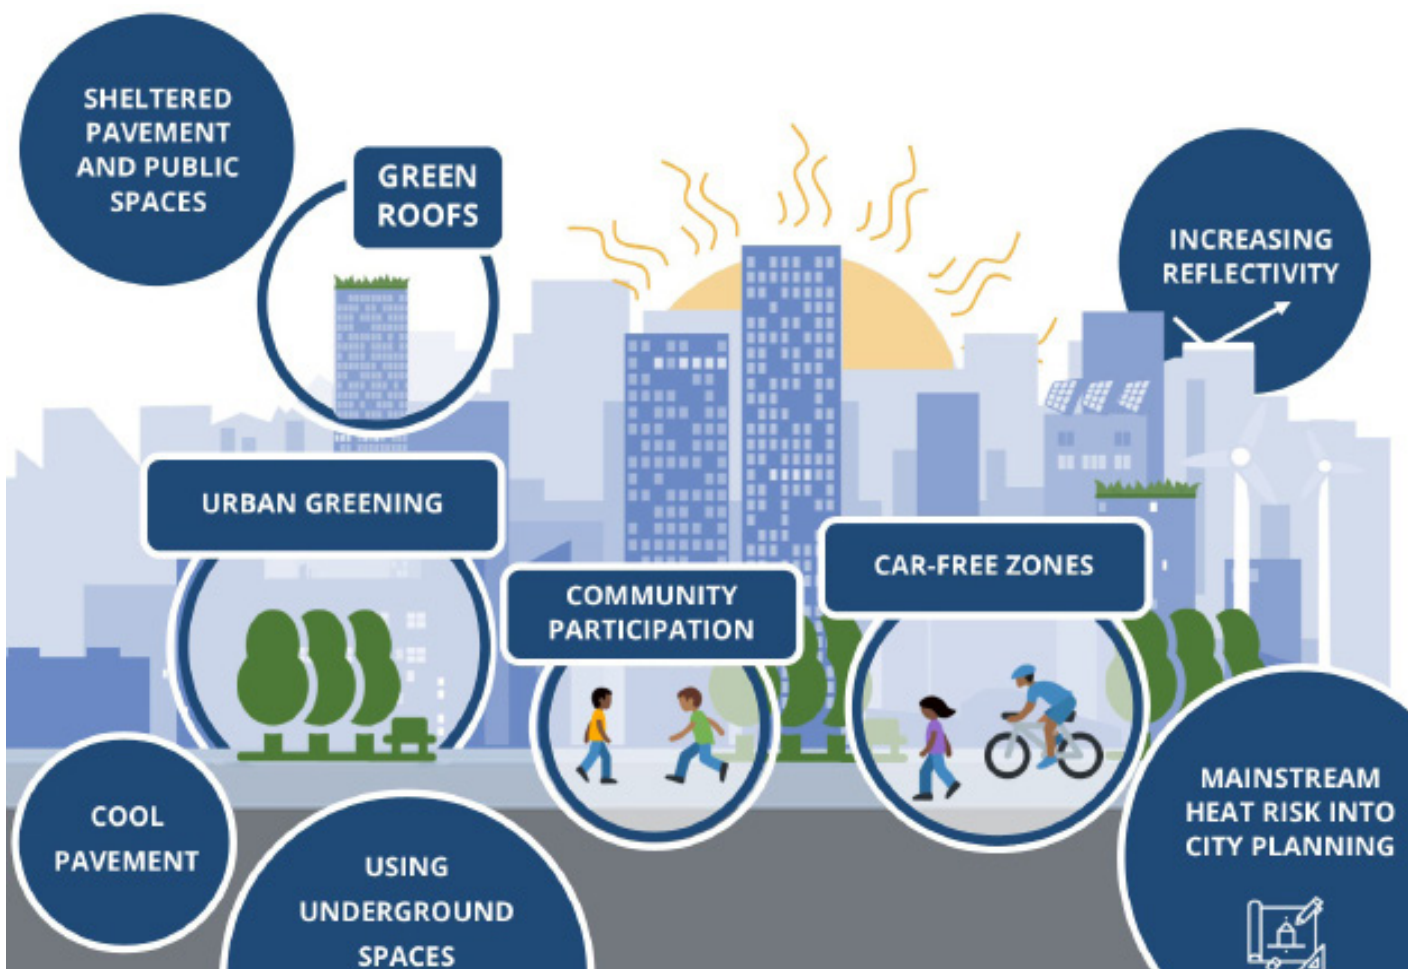 SHELTERED
PAVEMENT
AND PUBLIC
SPACES
GREEN
ROOFS
INCREASING
REFLECTIVITY
URBAN GREENING
CAR-FREE ZONES
COMMUNITY
PARTICIPATION
MAINSTREAM
HEAT RISK INTO
CITY PLANNING
COOL
PAVEMENT
USING
UNDERGROUND
SPACES